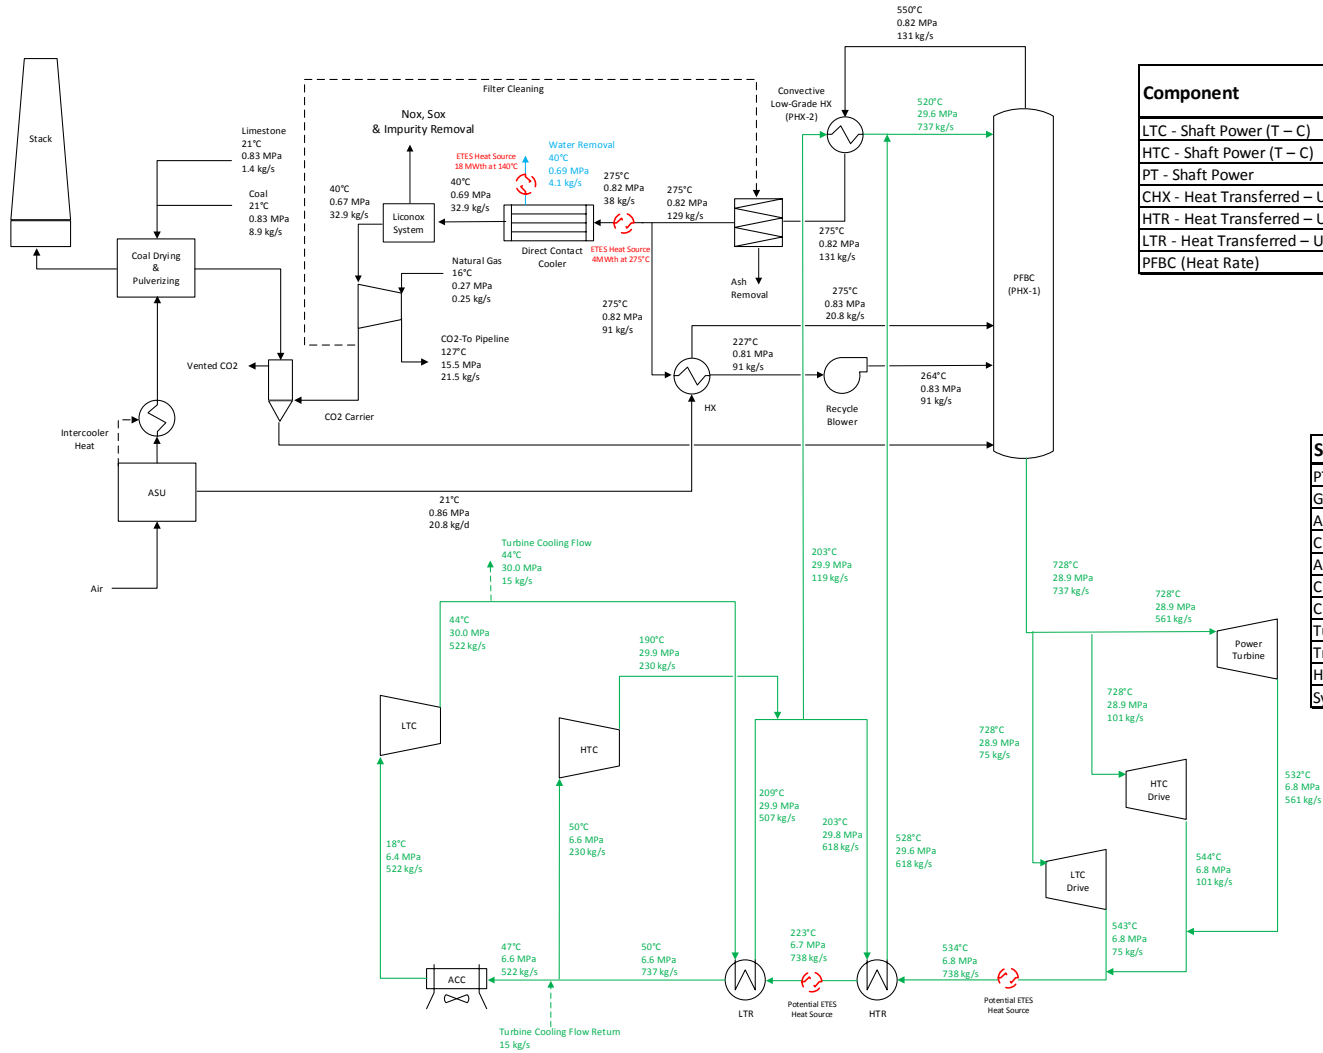 550°C
0.82 MPa
131 kg/s
Filter Cleaning
Convective
Low-Grade HX
(PHX-2)
520°C
29.6 MPa
737 kg/s
Component
LTC - Shaft Power (T – C)
HTC - Shaft Power (T – C)
PT - Shaft Power
CHX - Heat Transferred – U
HTR - Heat Transferred – U
LTR - Heat Transferred – U
PFBC (Heat Rate)
Stack
Nox, Sox
& Impurity Removal
Limestone
21°C
0.83 MPa
1.4 kg/s
Coal
21°C
0.83 MPa
8.9 kg/s
ETES Heat Source
18 MWth at 140°C
Water Removal
40°C
0.69 MPa
4.1 kg/s
40°C
0.67 MPa
32.9 kg/s
40°C
0.69 MPa
32.9 kg/s
275°C
0.82 MPa
38 kg/s
275°C
0.82 MPa
129 kg/s
Liconox
System
Direct Contact
Cooler
ETES Heat Source
4MWth at 275°C
275°C
0.82 MPa
131 kg/s
Ash
Removal
PFBC
(PHX-1)
Coal Drying
&
Pulverizing
Natural Gas
16°C
0.27 MPa
0.25 kg/s
275°C
0.82 MPa
91 kg/s
275°C
0.83 MPa
20.8 kg/s
CO2-To Pipeline
127°C
15.5 MPa
21.5 kg/s
227°C
0.81 MPa
91 kg/s
264°C
0.83 MPa
91 kg/s
Vented CO2
CO2 Carrier
HX
Recycle
Blower
Intercooler
Heat
ASU
21°C
0.86 MPa
20.8 kg/d
Air
S
PT
G
A
C
A
C
C
Tu
Tr
H
Sy
Turbine Cooling Flow
44°C
30.0 MPa
15 kg/s
203°C
29.9 MPa
119 kg/s
728°C
28.9 MPa
737 kg/s
728°C
28.9 MPa
561 kg/s
44°C
30.0 MPa
522 kg/s
190°C
29.9 MPa
230 kg/s
Power
Turbine
LTC
HTC
728°C
28.9 MPa
101 kg/s
728°C
28.9 MPa
75 kg/s
HTC
Drive
532°C
6.8 MPa
561 kg/s
209°C
29.9 MPa
507 kg/s
203°C
29.8 MPa
618 kg/s
528°C
29.6 MPa
618 kg/s
18°C
6.4 MPa
522 kg/s
50°C
6.6 MPa
230 kg/s
LTC
Drive
544°C
6.8 MPa
101 kg/s
543°C
6.8 MPa
75 kg/s
47°C
6.6 MPa
522 kg/s
50°C
6.6 MPa
737 kg/s
223°C
6.7 MPa
738 kg/s
534°C
6.8 MPa
738 kg/s
ACC
LTR
Potential ETES
Heat Source
HTR
Potential ETES
Heat Source
Turbine Cooling Flow Return
15 kg/s